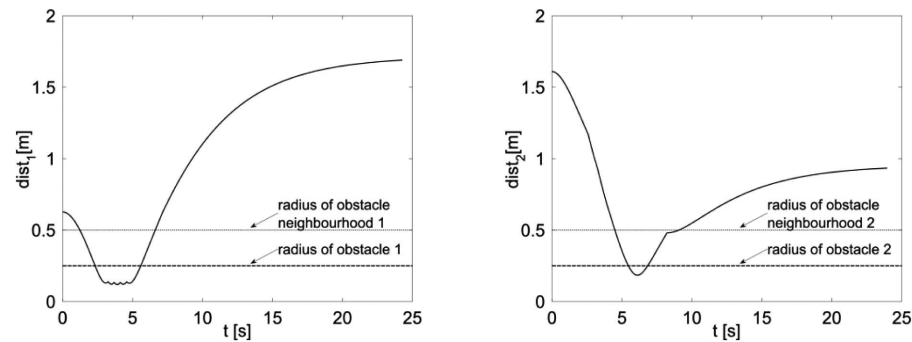 2
1.5
1
0.5
0
dist1[m]
radius of obstacle
neighbourhood 1
radius of obstacle 1
0 5 10 15 20 25
t [s]
2
1.5
1
0.5
0
dist2[m]
radius of obstacle
neighbourhood 2
radius of obstacle 2
0 5 10 15 20 25
t [s]